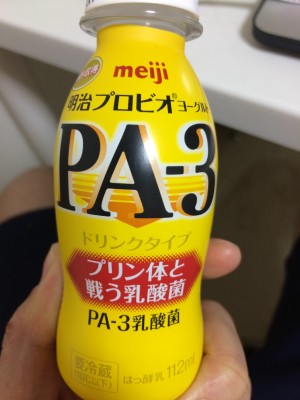 meiji
明治プロビオヨーグルト
PA-3
ドリンクタイプ
プリン体と
戦う乳酸菌
PA-3乳酸菌
要冷蔵
はっ酵乳 112ml